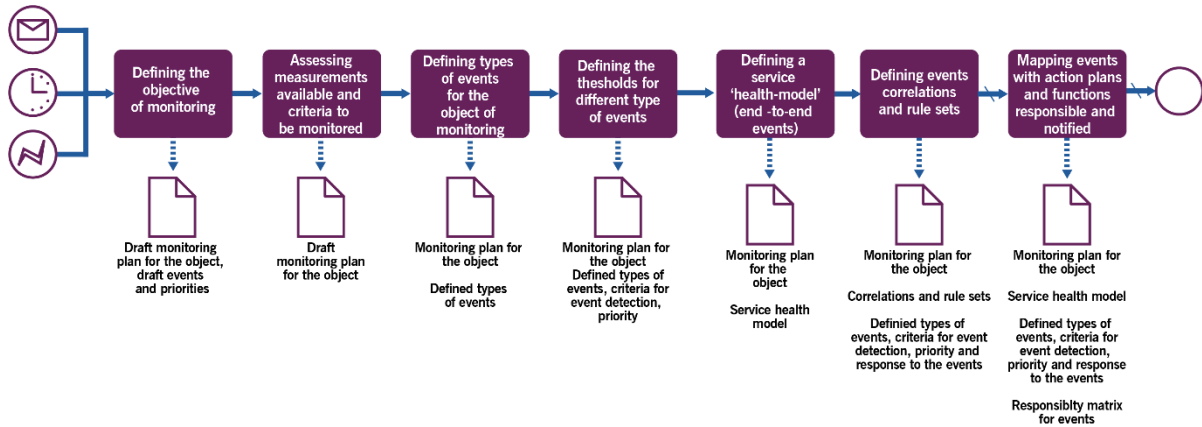 Defining the
objective
of monitoring
Assessing
measurements
available and
criteria to
be monitored
Defining types
of events
for the
object of
monitoring
Defining the
thesholds for
different type
of events
Defining a
service
‘health-model’
(end -to-end
events)
Defining events
correlations
and rule sets
Mapping events
with action plans
and functions
responsible and
notified
Draft monitoring
plan for the object,
draft events
and priorities
Draft
monitoring plan
for the object
Monitoring plan for
the object
Defined types
of events
Monitoring plan for
the object
Defined types of
events, criteria for
event detection,
priority
Monitoring
plan for the
object
Service health
model
Monitoring plan for
the object
Correlations and rule sets
Definied types of
events, criteria for event
detection, priority and
response to the events
Monitoring plan for
the object
Service health model
Defined types of
events, criteria for
event detection,
priority and response
to the events
Responsiblty matrix
for events